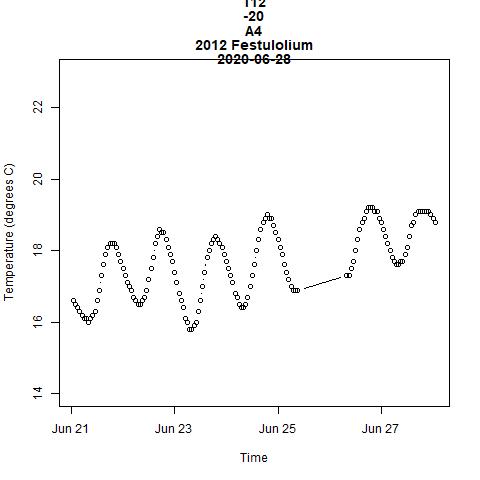 T12
-20
A4
2012 Festulolium
2020-06-28
Temperature (degrees C)
22
20
18
16
14
Jun 21
Jun 23
Jun 25
Jun 27
Time